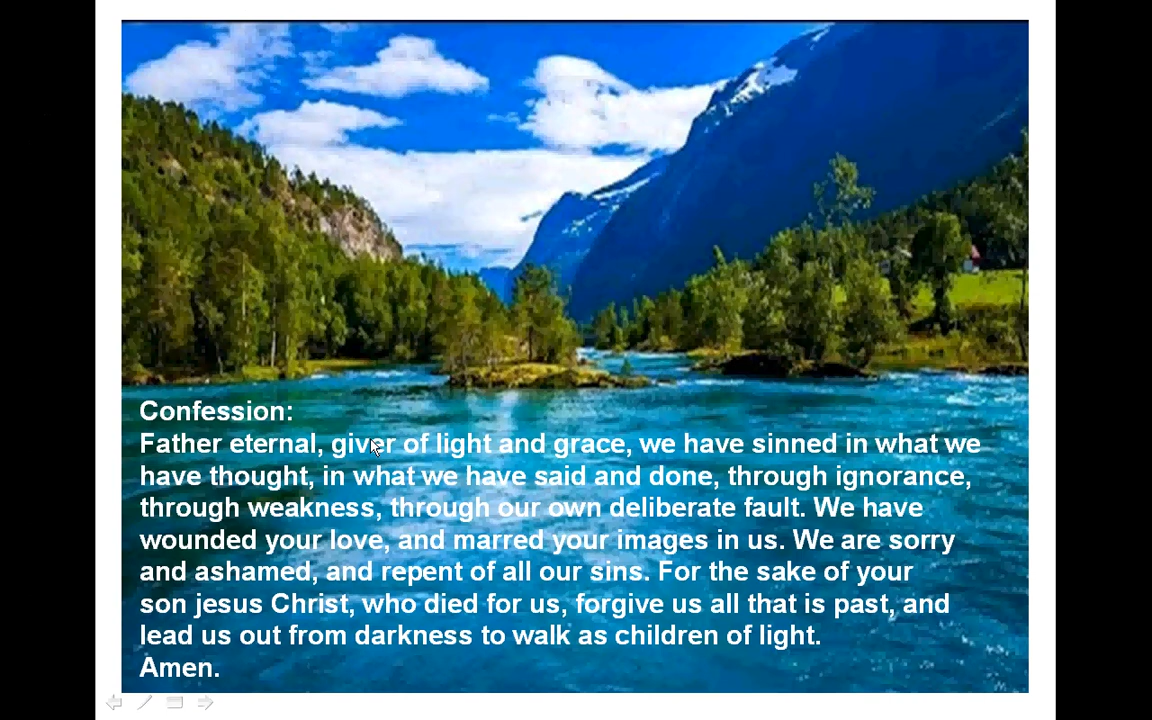 Confession:
Father eternal, giver of light and grace, we have sinned in what we
have thought, in what we have said and done, through ignorance,
through weakness, through our own deliberate fault. We have
wounded your love, and marred your images in us. We are sorry
and ashamed, and repent of all our sins. For the sake of your
son jesus Christ, who died for us, forgive us all that is past, and
lead us out from darkness to walk as children of light.
Amen.